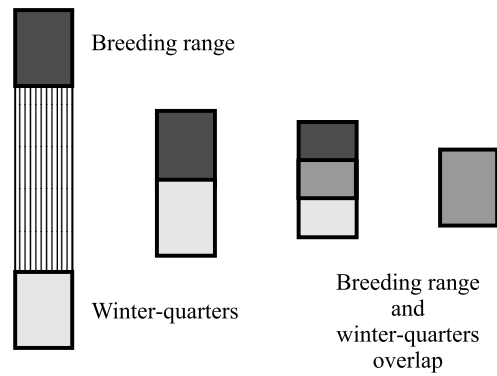 Breeding range
Winter-quarters
Breeding range
and
winter-quarters
overlap